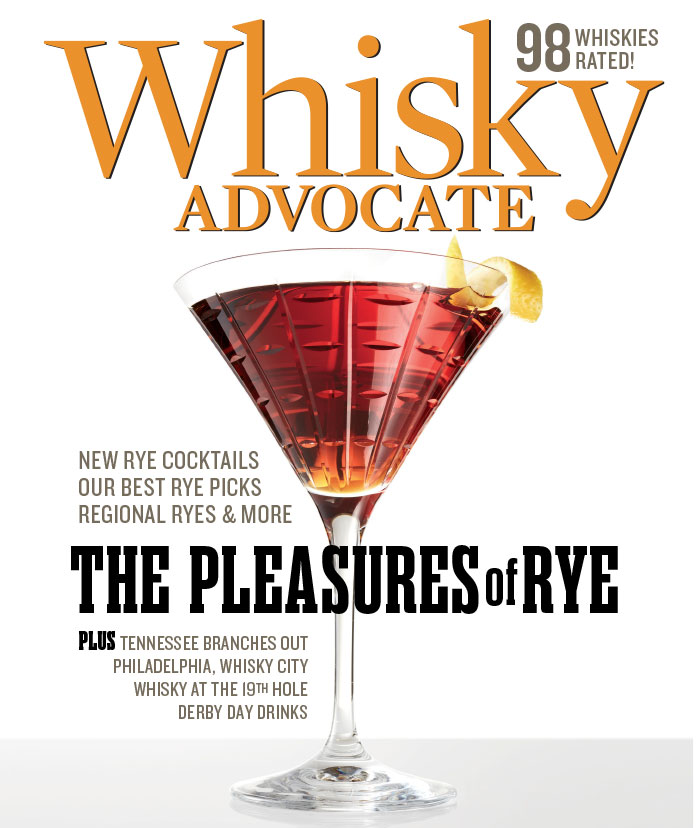 98 WHISKIES
RATED!
Whisky
ADVOCATE
NEW RYE COCKTAILS
OUR BEST RYE PICKS
REGIONAL RYES & MORE
THE PLEASURES of RYE
PLUS TENNESSEE BRANCHES OUT
PHILADELPHIA, WHISKY CITY
WHISKY AT THE 19TH HOLE
DERBY DAY DRINKS